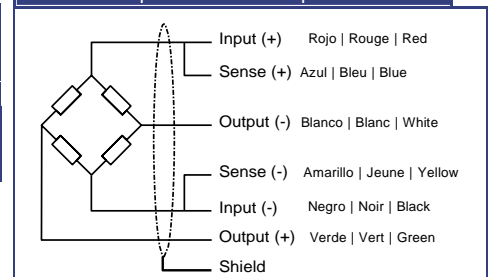 Input (+) Rojo | Rouge | Red
Sense (+) Azul | Bleu | Blue
Output (-) Blanco | Blanc | White
Sense (-) Amarillo | Jeune | Yellow
Input (-) Negro | Noir | Black
Output (+) Verde | Vert | Green
Shield